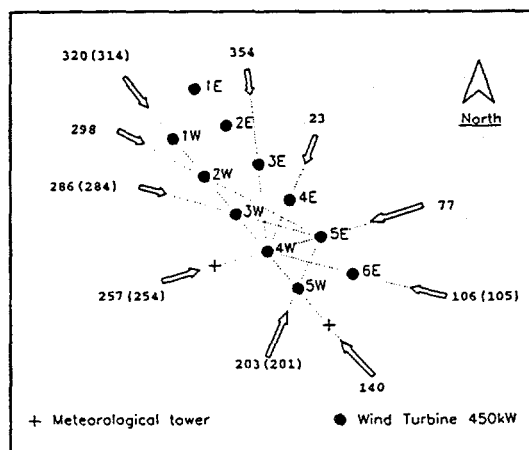 320(314)
354
1E
2E
23
North
298
1W
3E
2W
286(284)
4E
3W
77
5E
4W
6E
257(254)
5W
106(105)
203(201)
140
+ Meteorological tower
● Wind Turbine 450kW